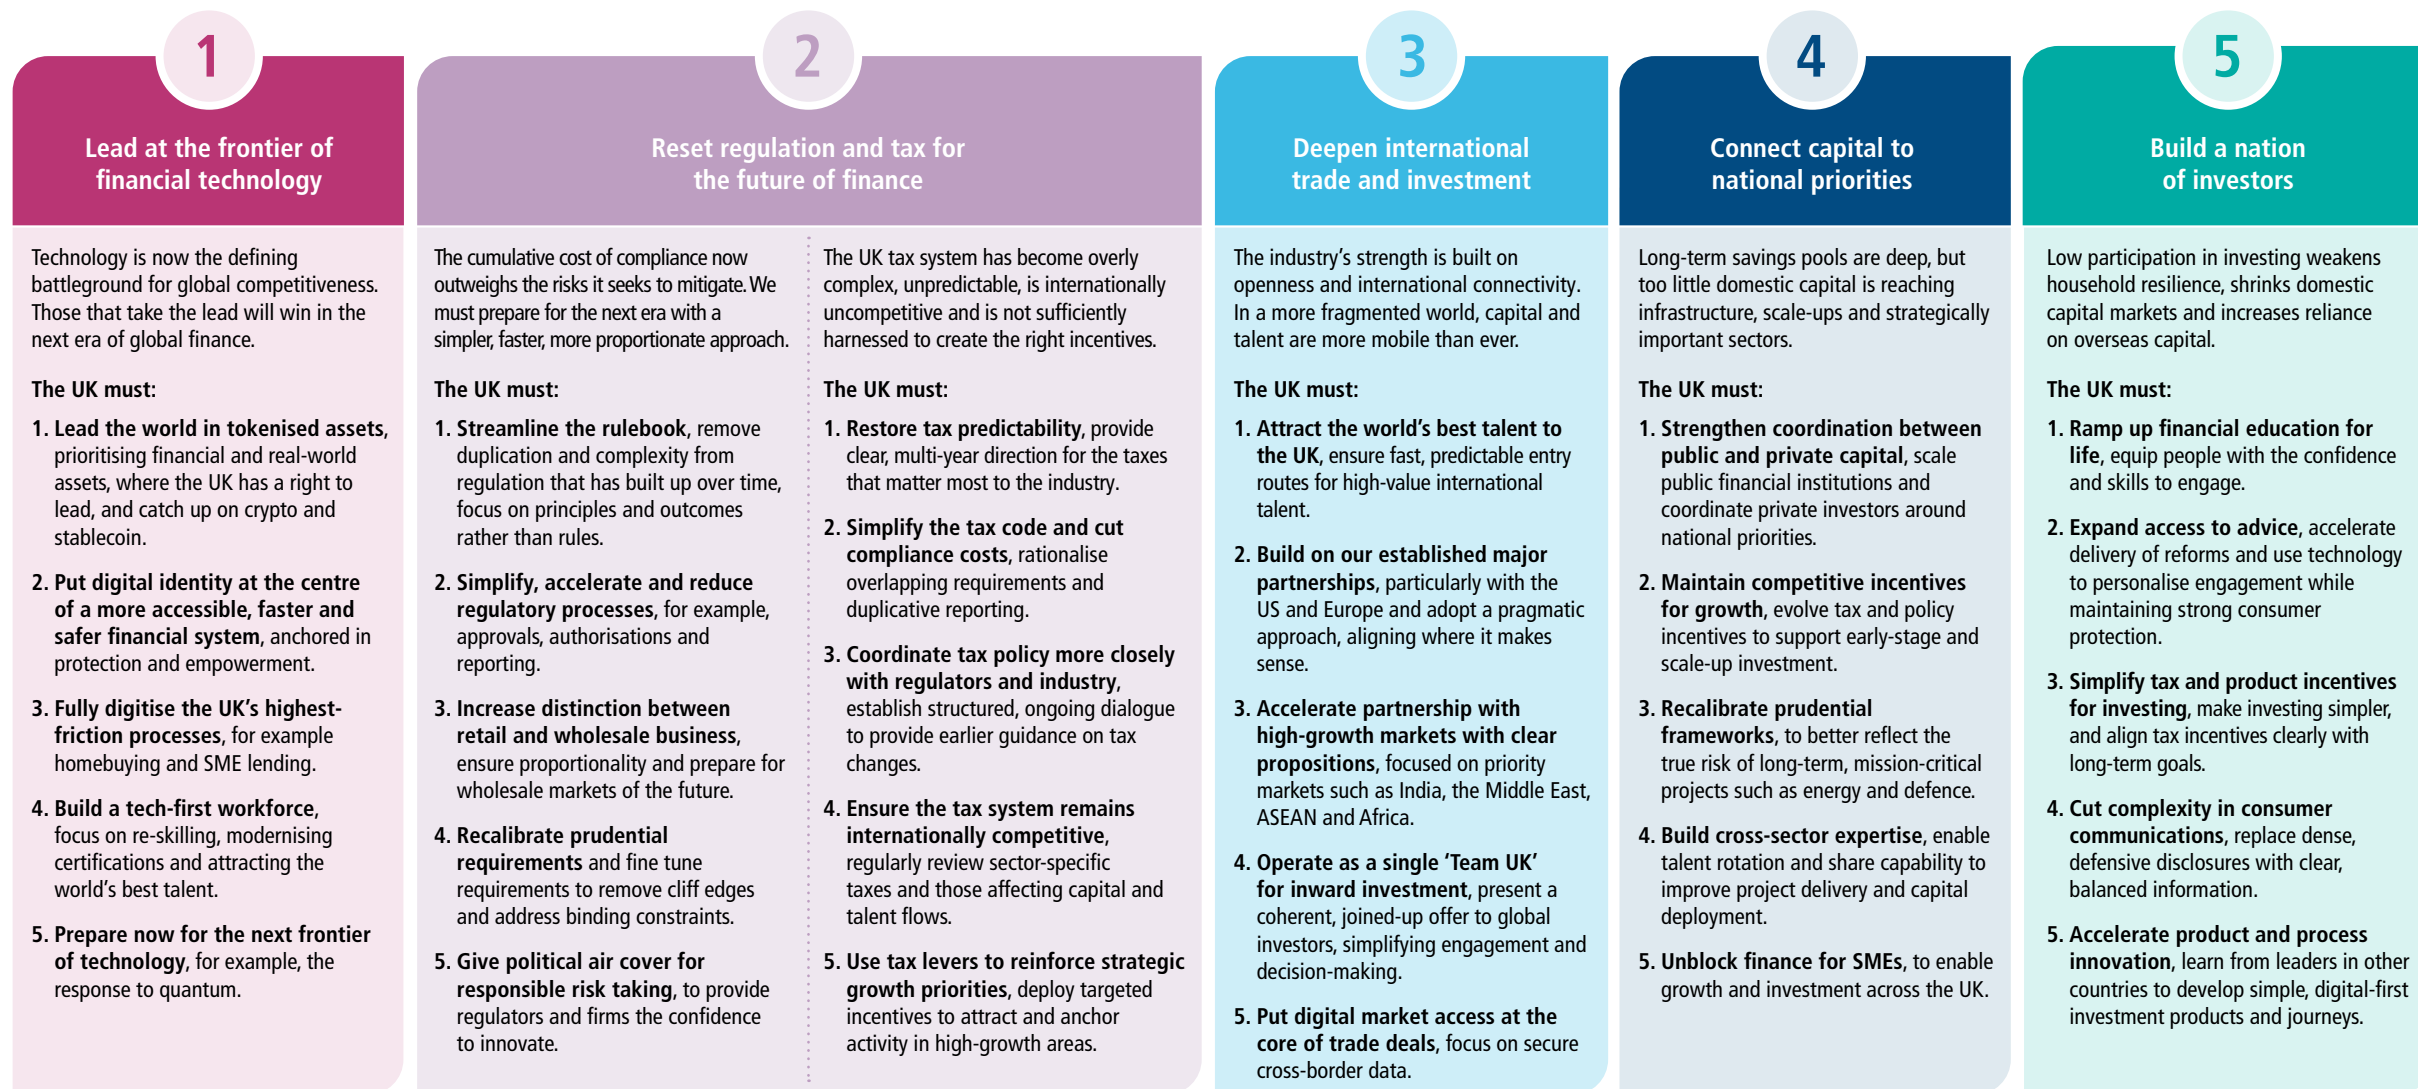 1
Lead at the frontier of
financial technology
Technology is now the defining
battleground for global competitiveness.
Those that take the lead will win in the
next era of global finance.
The UK must:
1. Lead the world in tokenised assets,
prioritising financial and real-world
assets, where the UK has a right to
lead, and catch up on crypto and
stablecoin.
2. Put digital identity at the centre
of a more accessible, faster and
safer financial system, anchored in
protection and empowerment.
3. Fully digitise the UK’s highest-
friction processes, for example
homebuying and SME lending.
4. Build a tech-first workforce,
focus on re-skilling, modernising
certifications and attracting the
world’s best talent.
5. Prepare now for the next frontier
of technology, for example, the
response to quantum.
2
Reset regulation and tax for
the future of finance
The cumulative cost of compliance now
outweighs the risks it seeks to mitigate. We
must prepare for the next era with a
simpler, faster, more proportionate approach.
The UK must:
1. Streamline the rulebook, remove
duplication and complexity from
regulation that has built up over time,
focus on principles and outcomes
rather than rules.
2. Simplify, accelerate and reduce
regulatory processes, for example,
approvals, authorisations and
reporting.
3. Increase distinction between
retail and wholesale business,
ensure proportionality and prepare for
wholesale markets of the future.
4. Recalibrate prudential
requirements and fine tune
requirements to remove cliff edges
and address binding constraints.
5. Give political air cover for
responsible risk taking, to provide
regulators and firms the confidence
to innovate.
The UK tax system has become overly
complex, unpredictable, is internationally
uncompetitive and is not sufficiently
harnessed to create the right incentives.
The UK must:
1. Restore tax predictability, provide
clear, multi-year direction for the taxes
that matter most to the industry.
2. Simplify the tax code and cut
compliance costs, rationalise
overlapping requirements and
duplicative reporting.
3. Coordinate tax policy more closely
with regulators and industry,
establish structured, ongoing dialogue
to provide earlier guidance on tax
changes.
4. Ensure the tax system remains
internationally competitive,
regularly review sector-specific
taxes and those affecting capital and
talent flows.
5. Use tax levers to reinforce strategic
growth priorities, deploy targeted
incentives to attract and anchor
activity in high-growth areas.
3
Deepen international
trade and investment
The industry’s strength is built on
openness and international connectivity.
In a more fragmented world, capital and
talent are more mobile than ever.
The UK must:
1. Attract the world’s best talent to
the UK, ensure fast, predictable entry
routes for high-value international
talent.
2. Build on our established major
partnerships, particularly with the
US and Europe and adopt a pragmatic
approach, aligning where it makes
sense.
3. Accelerate partnership with
high-growth markets with clear
propositions, focused on priority
markets such as India, the Middle East,
ASEAN and Africa.
4. Operate as a single ‘Team UK’
for inward investment, present a
coherent, joined-up offer to global
investors, simplifying engagement and
decision-making.
5. Put digital market access at the
core of trade deals, focus on secure
cross-border data.
4
Connect capital to
national priorities
Long-term savings pools are deep, but
too little domestic capital is reaching
infrastructure, scale-ups and strategically
important sectors.
The UK must:
1. Strengthen coordination between
public and private capital, scale
public financial institutions and
coordinate private investors around
national priorities.
2. Maintain competitive incentives
for growth, evolve tax and policy
incentives to support early-stage and
scale-up investment.
3. Recalibrate prudential
frameworks, to better reflect the
true risk of long-term, mission-critical
projects such as energy and defence.
4. Build cross-sector expertise, enable
talent rotation and share capability to
improve project delivery and capital
deployment.
5. Unblock finance for SMEs, to enable
growth and investment across the UK.
5
Build a nation
of investors
Low participation in investing weakens
household resilience, shrinks domestic
capital markets and increases reliance
on overseas capital.
The UK must:
1. Ramp up financial education for
life, equip people with the confidence
and skills to engage.
2. Expand access to advice, accelerate
delivery of reforms and use technology
to personalise engagement while
maintaining strong consumer
protection.
3. Simplify tax and product incentives
for investing, make investing simpler,
and align tax incentives clearly with
long-term goals.
4. Cut complexity in consumer
communications, replace dense,
defensive disclosures with clear,
balanced information.
5. Accelerate product and process
innovation, learn from leaders in other
countries to develop simple, digital-first
investment products and journeys.